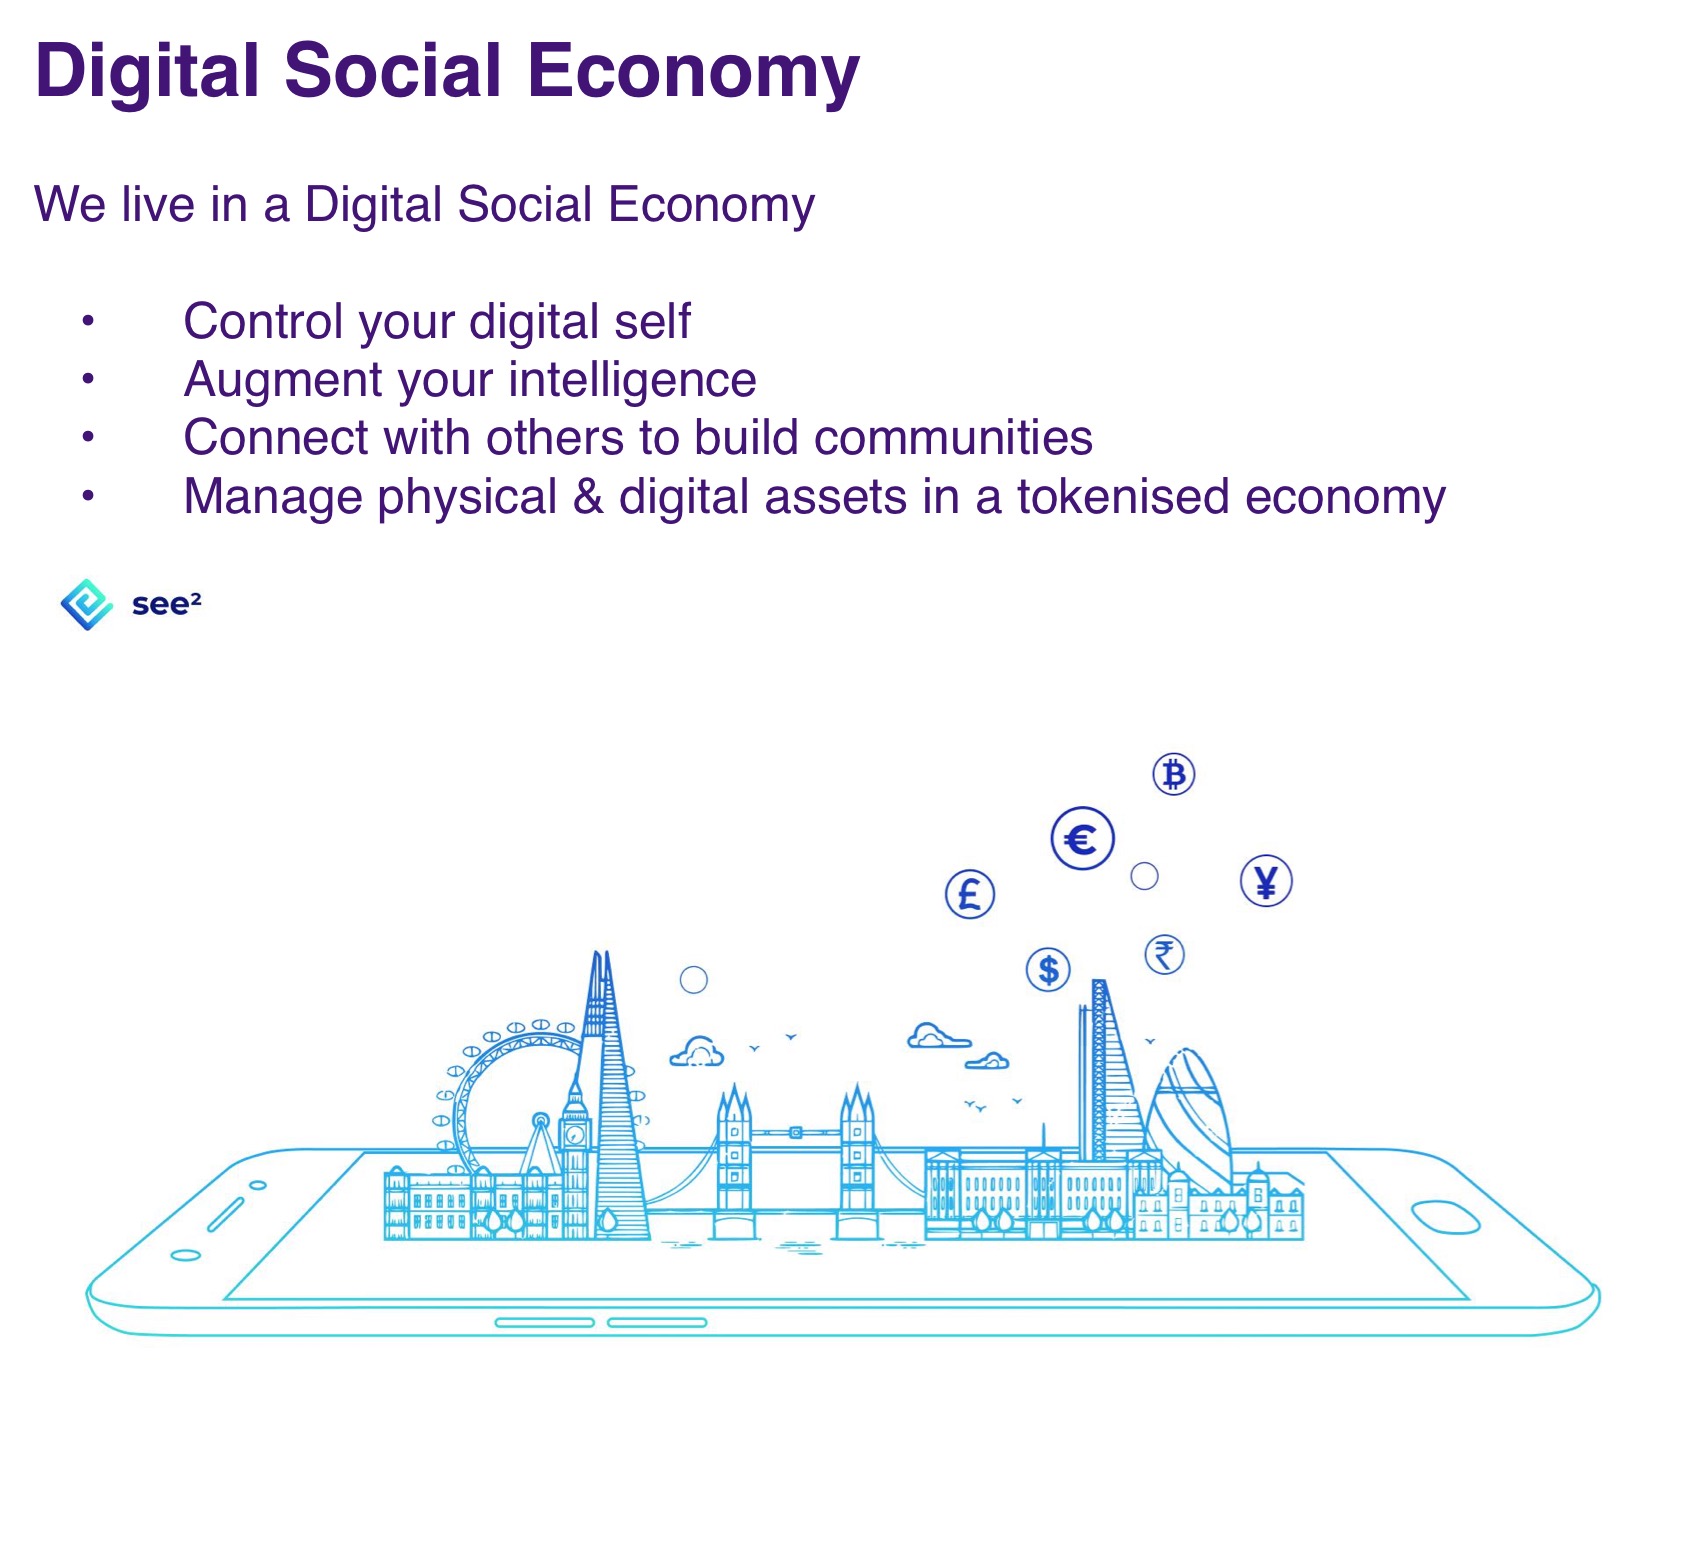 Digital Social Economy
We live in a Digital Social Economy
• Control your digital self
• Augment your intelligence
• Connect with others to build communities
• Manage physical & digital assets in a tokenised economy
see²
₿
€
£
¥
$
₹